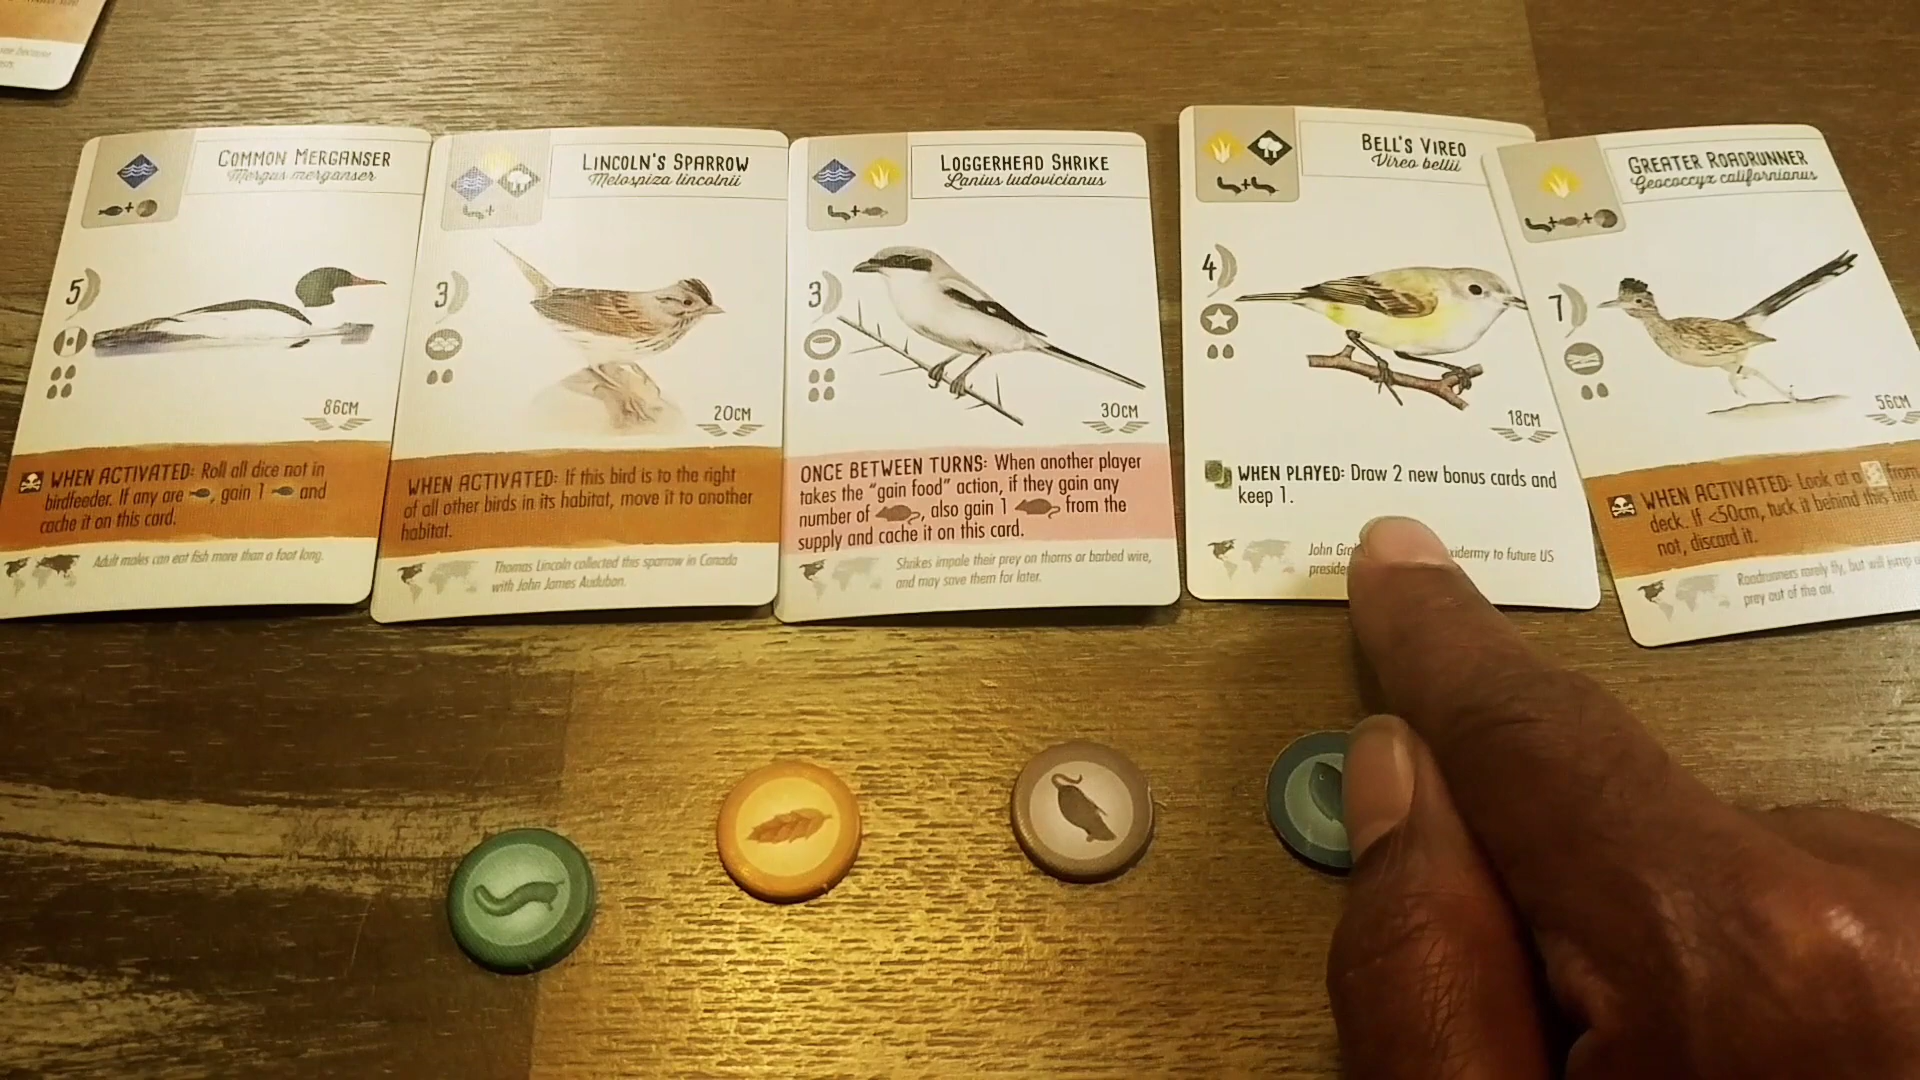 COMMON MERGANSER
Mergus merganser
5
86CM
WHEN ACTIVATED: Roll all dice not in
birdfeeder. If any are , gain 1 and
cache it on this card.
Adult males can eat fish more than a foot long.
LINCOLN'S SPARROW
Melospiza lincolnii
3
20CM
WHEN ACTIVATED: If this bird is to the right
of all other birds in its habitat, move it to another
habitat.
Thomas Lincoln collected this sparrow in Canada
with John James Audubon.
LOGGERHEAD SHRIKE
Lanius ludovicianus
3
30CM
ONCE BETWEEN TURNS: When another player
takes the "gain food" action, if they gain any
number of , also gain 1 from the
supply and cache it on this card.
Shrikes impale their prey on thorns or barbed wire,
and may save them for later.
BELL'S VIREO
Vireo bellii
4
18CM
WHEN PLAYED: Draw 2 new bonus cards and
keep 1.
John to future US
GREATER ROADRUNNER
Geococcyx californianus
7
56CM
WHEN ACTIVATED: Look at a from
deck. If <50cm, tuck it behind this bird.
not, discard it.
Roadrunners rarely fly, but will jump
prey out of the air.